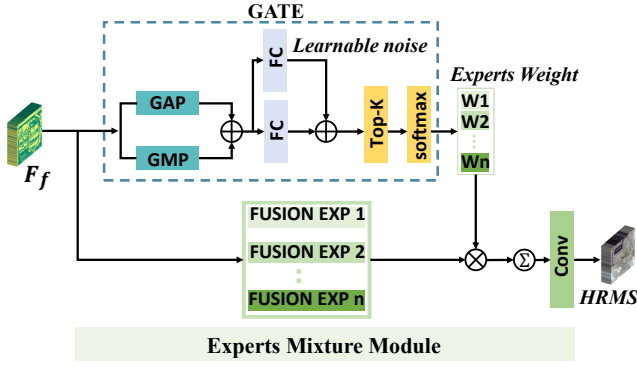 GATE
FC
Learnable noise
Experts Weight
GAP
GMP
FC
Top-K
softmax
W1
W2
Wn
F_f
FUSION EXP 1
FUSION EXP 2
FUSION EXP n
Σ
Conv
HRMS
Experts Mixture Module